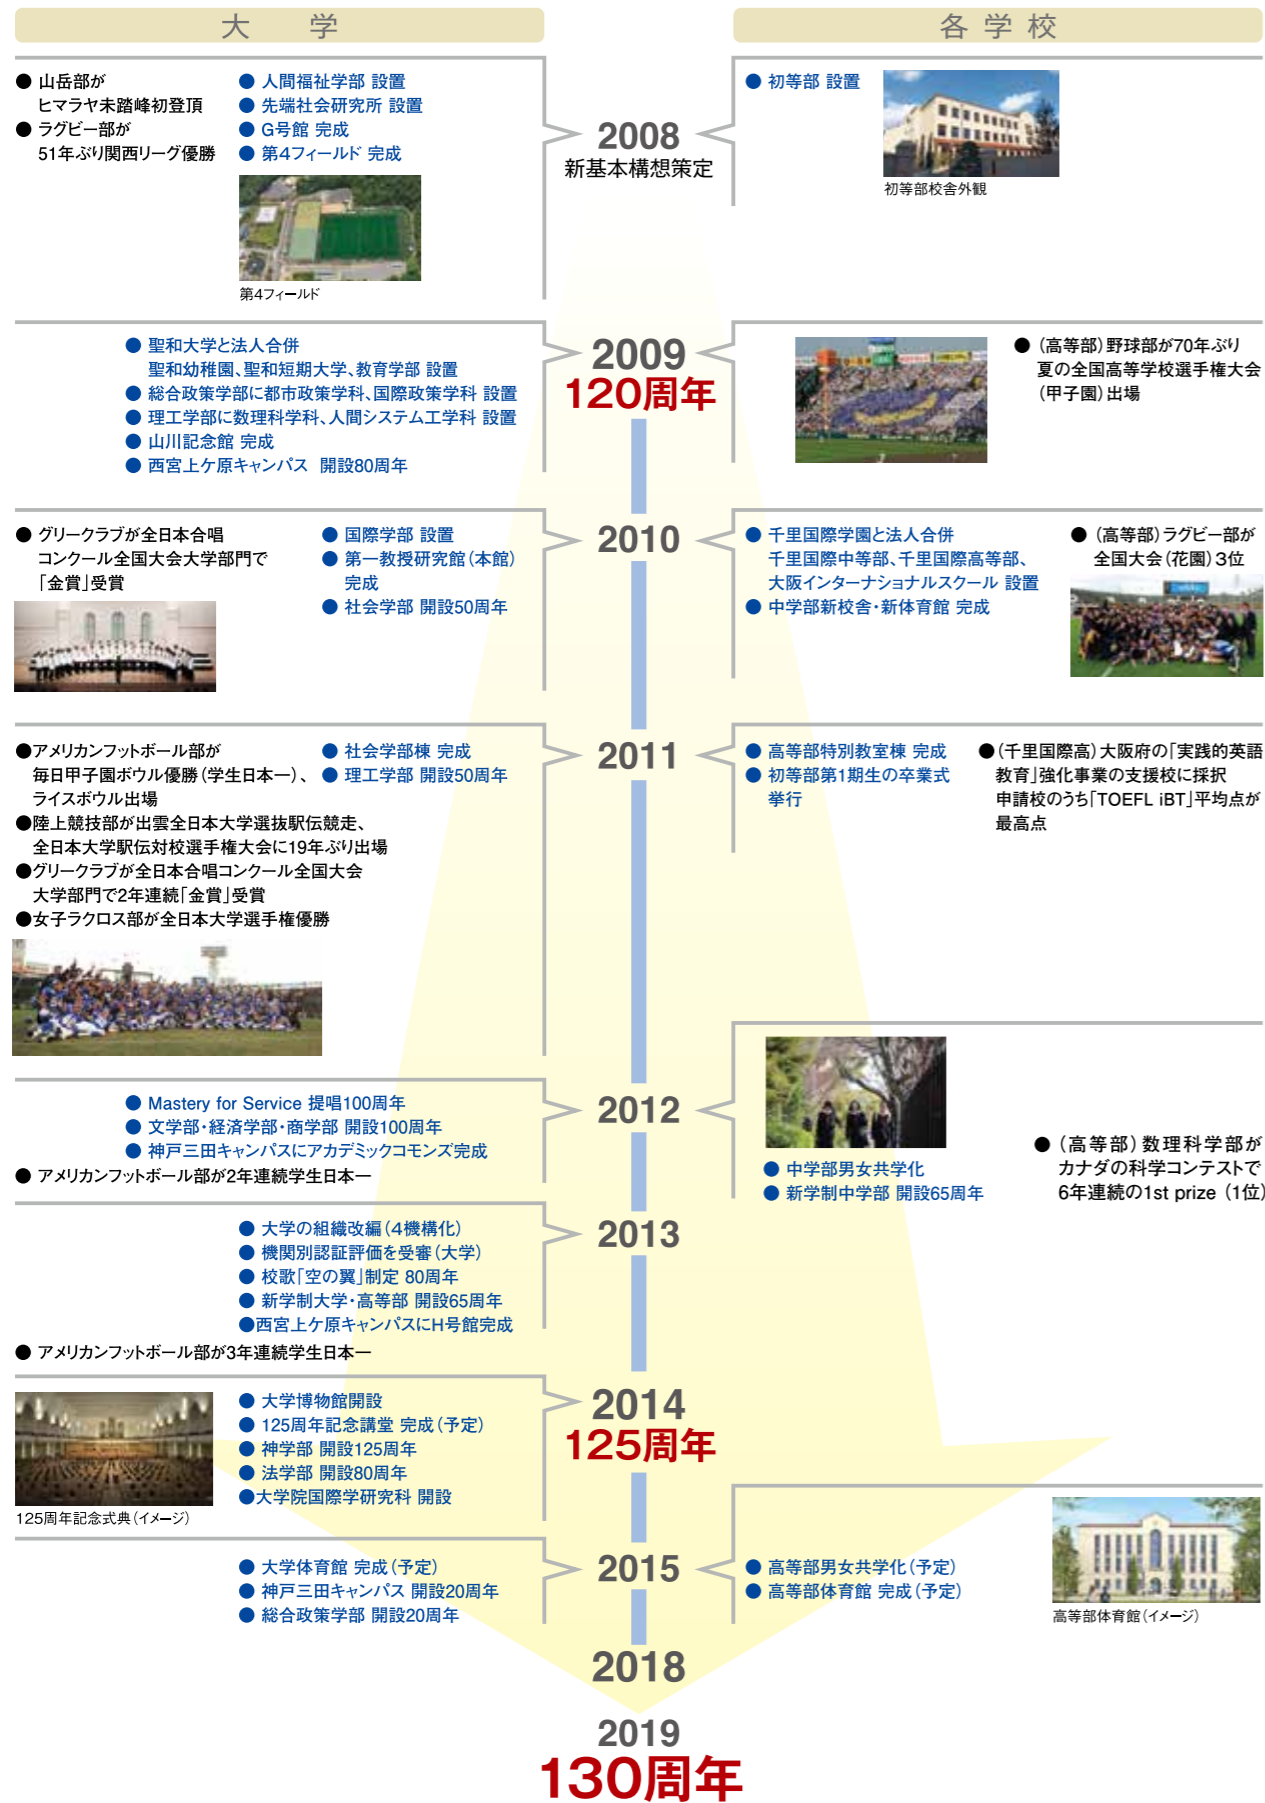 大 学
各 学 校
● 山岳部が
ヒマラヤ未踏峰初登頂
● ラグビー部が
51年ぶり関西リーグ優勝
● 人間福祉学部 設置
● 先端社会研究所 設置
● G号館 完成
● 第4フィールド 完成
第4フィールド
2008
新基本構想策定
● 初等部 設置
初等部校舎外観
● 聖和大学と法人合併
聖和幼稚園、聖和短期大学、教育学部 設置
● 総合政策学部に都市政策学科、国際政策学科 設置
● 理工学部に数理科学科、人間システム工学科 設置
● 山川記念館 完成
● 西宮上ケ原キャンパス 開設80周年
2009
120周年
● (高等部)野球部が70年ぶり
夏の全国高等学校選手権大会
(甲子園)出場
● グリークラブが全日本合唱
コンクール全国大会大学部門で
「金賞」受賞
● 国際学部 設置
● 第一教授研究館(本館)
完成
● 社会学部 開設50周年
2010
● 千里国際学園と法人合併
千里国際中等部、千里国際高等部、
大阪インターナショナルスクール 設置
● 中学部新校舎・新体育館 完成
● (高等部)ラグビー部が
全国大会(花園)3位
●アメリカンフットボール部が
毎日甲子園ボウル優勝(学生日本一)、
ライスボウル出場
●陸上競技部が出雲全日本大学選抜駅伝競走、
全日本大学駅伝対校選手権大会に19年ぶり出場
●グリークラブが全日本合唱コンクール全国大会
大学部門で2年連続「金賞」受賞
●女子ラクロス部が全日本大学選手権優勝
● 社会学部棟 完成
● 理工学部 開設50周年
2011
● 高等部特別教室棟 完成
● 初等部第1期生の卒業式
挙行
●(千里国際高)大阪府の「実践的英語
教育」強化事業の支援校に採択
申請校のうち「TOEFL iBT」平均点が
最高点
● Mastery for Service 提唱100周年
● 文学部・経済学部・商学部 開設100周年
● 神戸三田キャンパスにアカデミックコモンズ完成
● アメリカンフットボール部が2年連続学生日本一
2012
● 中学部男女共学化
● 新学制中学部 開設65周年
● (高等部)数理科学部が
カナダの科学コンテストで
6年連続の1st prize (1位)
● 大学の組織改編(4機構化)
● 機関別認証評価を受審(大学)
● 校歌「空の翼」制定 80周年
● 新学制大学・高等部 開設65周年
●西宮上ケ原キャンパスにH号館完成
● アメリカンフットボール部が3年連続学生日本一
2013
● 大学博物館開設
● 125周年記念講堂 完成(予定)
● 神学部 開設125周年
● 法学部 開設80周年
●大学院国際学研究科 開設
125周年記念式典(イメージ)
2014
125周年
● 大学体育館 完成(予定)
● 神戸三田キャンパス 開設20周年
● 総合政策学部 開設20周年
2015
● 高等部男女共学化(予定)
● 高等部体育館 完成(予定)
高等部体育館(イメージ)
2018
2019
130周年